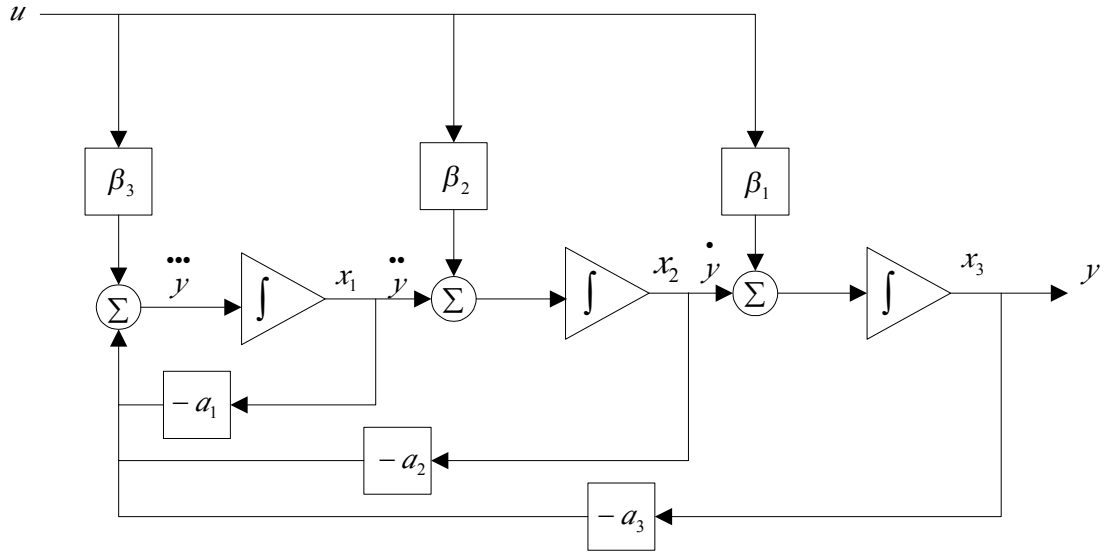 u
β₃
β₂
β₁
y⃛ x₁ ÿ x₂ ẏ x₃ y
Σ ∫ Σ ∫ Σ ∫
−a₁
−a₂
−a₃